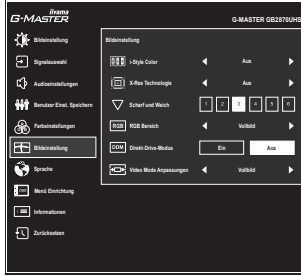 iiyama
G-MASTER
G-MASTER GB2870UHS
Bildeinstellung
Signalauswahl
Audioeinstellungen
Benutzer Einst. Speichern
Farbeinstellungen
Bildeinstellung
Sprache
Menü Einrichtung
Informationen
Zurücksetzen
Bildeinstellung
i-Style Color Aus
X-Res Technologie Aus
Scharf und Weich 1 2 3 4 5 6
RGB RGB Bereich Vollbild
DDM Direkt-Drive-Modus Ein Aus
Video Mode Anpassungen Vollbild